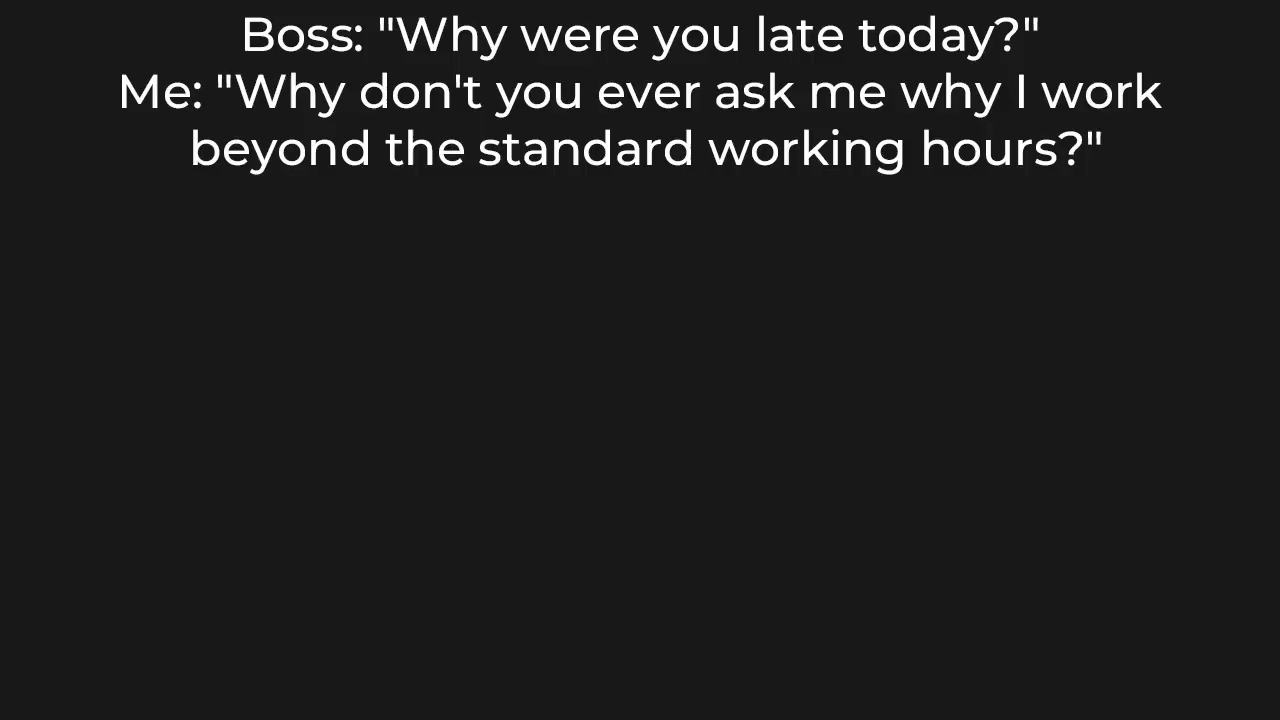 Boss: "Why were you late today?"
Me: "Why don't you ever ask me why I work
beyond the standard working hours?"